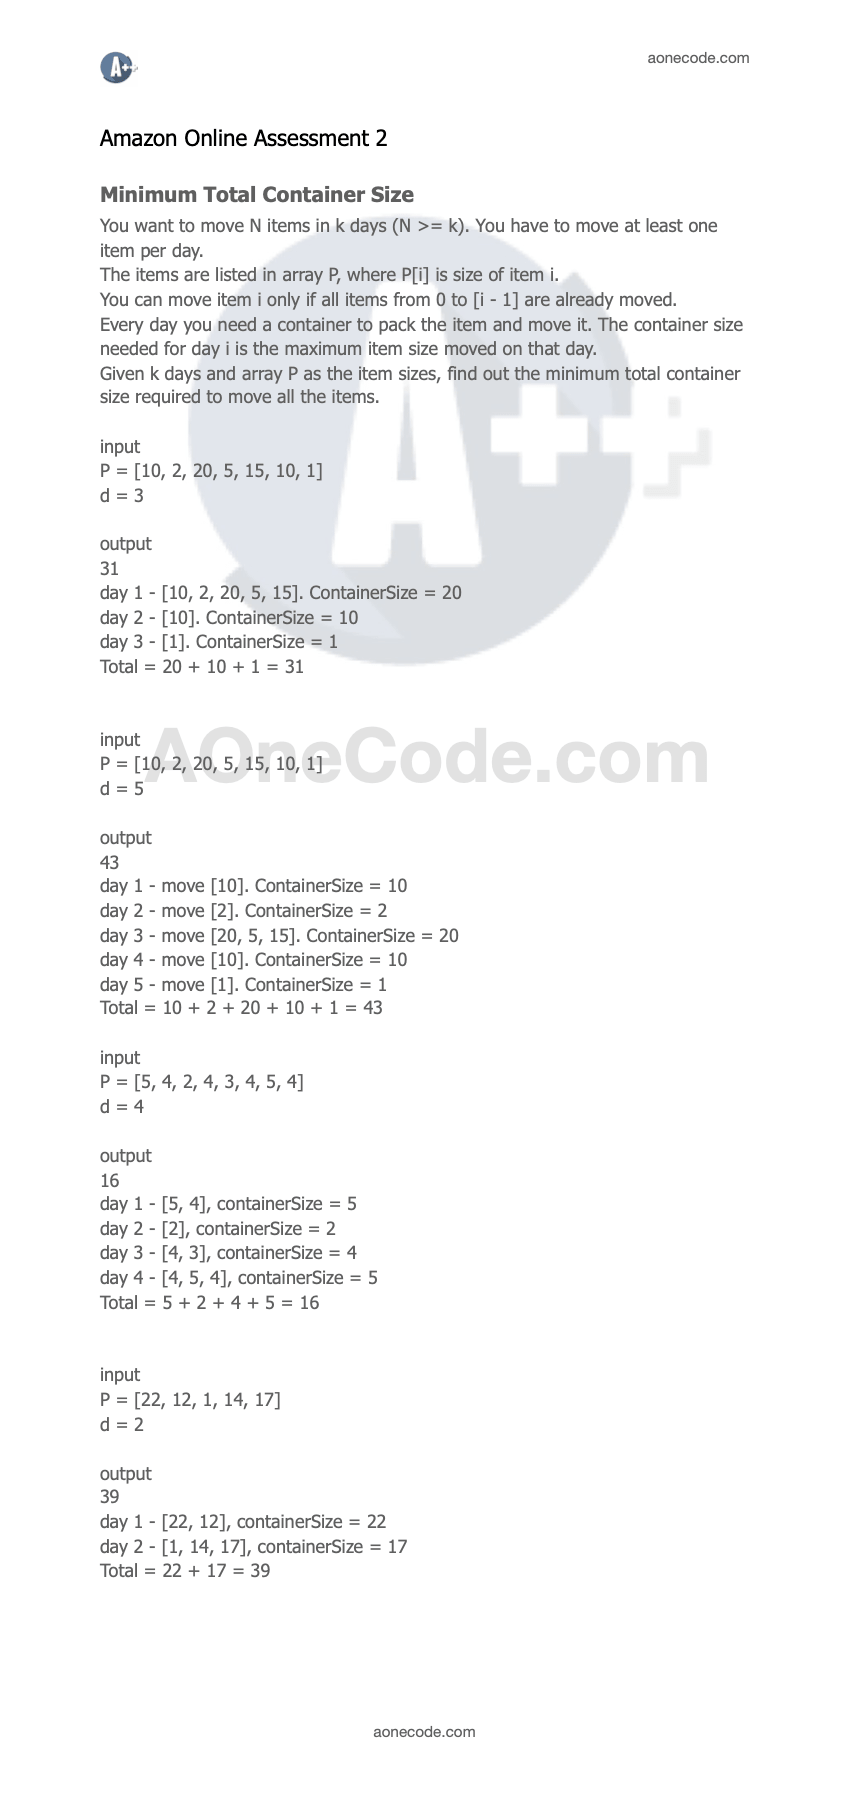 A++
aonecode.com
Amazon Online Assessment 2
Minimum Total Container Size
You want to move N items in k days (N >= k). You have to move at least one
item per day.
The items are listed in array P, where P[i] is size of item i.
You can move item i only if all items from 0 to [i - 1] are already moved.
Every day you need a container to pack the item and move it. The container size
needed for day i is the maximum item size moved on that day.
Given k days and array P as the item sizes, find out the minimum total container
size required to move all the items.
A++
input
P = [10, 2, 20, 5, 15, 10, 1]
d = 3
output
31
day 1 - [10, 2, 20, 5, 15]. ContainerSize = 20
day 2 - [10]. ContainerSize = 10
day 3 - [1]. ContainerSize = 1
Total = 20 + 10 + 1 = 31
input
AOneCode.com
P = [10, 2, 20, 5, 15, 10, 1]
d = 5
output
43
day 1 - move [10]. ContainerSize = 10
day 2 - move [2]. ContainerSize = 2
day 3 - move [20, 5, 15]. ContainerSize = 20
day 4 - move [10]. ContainerSize = 10
day 5 - move [1]. ContainerSize = 1
Total = 10 + 2 + 20 + 10 + 1 = 43
input
P = [5, 4, 2, 4, 3, 4, 5, 4]
d = 4
output
16
day 1 - [5, 4], containerSize = 5
day 2 - [2], containerSize = 2
day 3 - [4, 3], containerSize = 4
day 4 - [4, 5, 4], containerSize = 5
Total = 5 + 2 + 4 + 5 = 16
input
P = [22, 12, 1, 14, 17]
d = 2
output
39
day 1 - [22, 12], containerSize = 22
day 2 - [1, 14, 17], containerSize = 17
Total = 22 + 17 = 39
aonecode.com